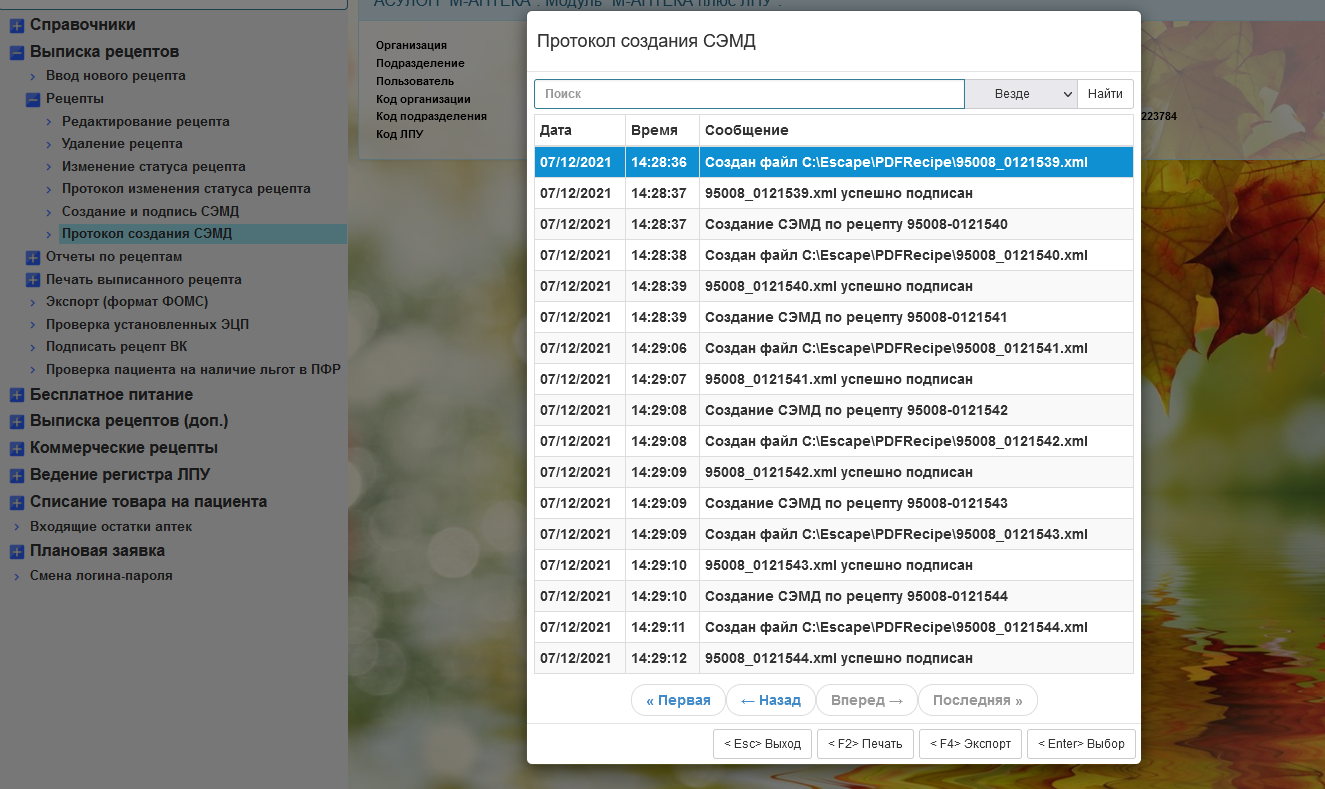 АСУЛОН "М-АПТЕКА". Модуль "М-АПТЕКА плюс ЛПУ".
Справочники
Выписка рецептов
Ввод нового рецепта
Рецепты
Редактирование рецепта
Удаление рецепта
Изменение статуса рецепта
Протокол изменения статуса рецепта
Создание и подпись СЭМД
Протокол создания СЭМД
Отчеты по рецептам
Печать выписанного рецепта
Экспорт (формат ФОМС)
Проверка установленных ЭЦП
Подписать рецепт ВК
Проверка пациента на наличие льгот в ПФР
Бесплатное питание
Выписка рецептов (доп.)
Коммерческие рецепты
Ведение регистра ЛПУ
Списание товара на пациента
Входящие остатки аптек
Плановая заявка
Смена логина-пароля
Организация
Подразделение
Пользователь
Код организации
Код подразделения
Код ЛПУ
223784
Протокол создания СЭМД
Поиск Везде Найти
Дата Время Сообщение
07/12/2021 14:28:36 Создан файл C:\Escape\PDFRecipe\95008_0121539.xml
07/12/2021 14:28:37 95008_0121539.xml успешно подписан
07/12/2021 14:28:37 Создание СЭМД по рецепту 95008-0121540
07/12/2021 14:28:38 Создан файл C:\Escape\PDFRecipe\95008_0121540.xml
07/12/2021 14:28:39 95008_0121540.xml успешно подписан
07/12/2021 14:28:39 Создание СЭМД по рецепту 95008-0121541
07/12/2021 14:29:06 Создан файл C:\Escape\PDFRecipe\95008_0121541.xml
07/12/2021 14:29:07 95008_0121541.xml успешно подписан
07/12/2021 14:29:08 Создание СЭМД по рецепту 95008-0121542
07/12/2021 14:29:08 Создан файл C:\Escape\PDFRecipe\95008_0121542.xml
07/12/2021 14:29:09 95008_0121542.xml успешно подписан
07/12/2021 14:29:09 Создание СЭМД по рецепту 95008-0121543
07/12/2021 14:29:09 Создан файл C:\Escape\PDFRecipe\95008_0121543.xml
07/12/2021 14:29:10 95008_0121543.xml успешно подписан
07/12/2021 14:29:10 Создание СЭМД по рецепту 95008-0121544
07/12/2021 14:29:11 Создан файл C:\Escape\PDFRecipe\95008_0121544.xml
07/12/2021 14:29:12 95008_0121544.xml успешно подписан
« Первая ← Назад Вперед → Последняя »
< Esc> Выход < F2> Печать < F4> Экспорт < Enter> Выбор